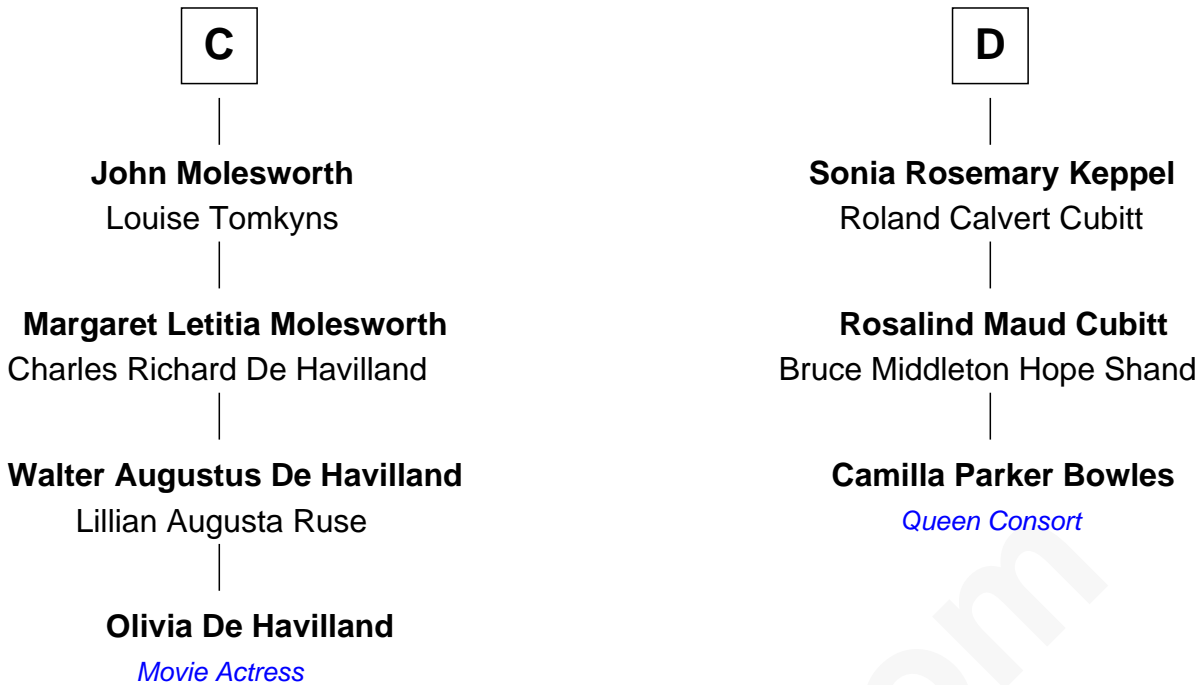 C
John Molesworth
Louise Tomkyns
Margaret Letitia Molesworth
Charles Richard De Havilland
Walter Augustus De Havilland
Lillian Augusta Ruse
Olivia De Havilland
Movie Actress
D
Sonia Rosemary Keppel
Roland Calvert Cubitt
Rosalind Maud Cubitt
Bruce Middleton Hope Shand
Camilla Parker Bowles
Queen Consort
om